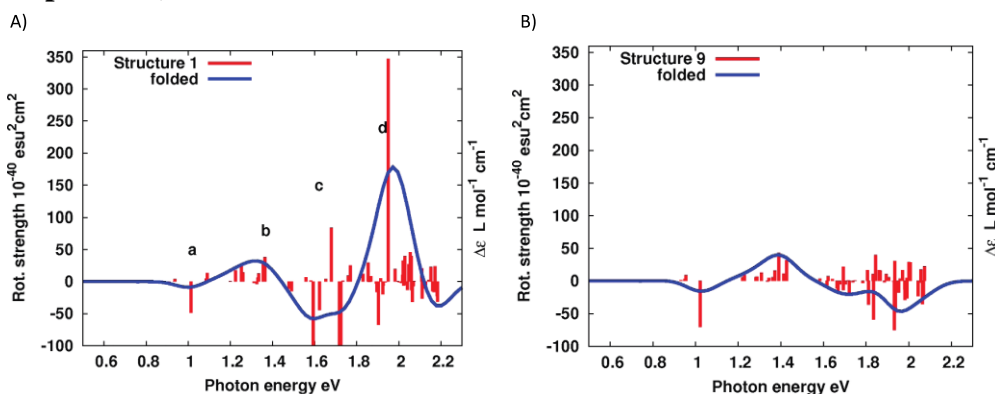 A)
Structure 1
folded
a
b
c
d
350
300
250
200
150
100
50
0
-50
-100
0.6 0.8 1 1.2 1.4 1.6 1.8 2 2.2
Photon energy eV
Rot. strength 10⁻⁴⁰ esu²cm²
Δε L mol⁻¹ cm⁻¹
B)
Structure 9
folded
350
300
250
200
150
100
50
0
-50
-100
0.6 0.8 1 1.2 1.4 1.6 1.8 2 2.2
Photon energy eV
Rot. strength 10⁻⁴⁰ esu²cm²
Δε L mol⁻¹ cm⁻¹